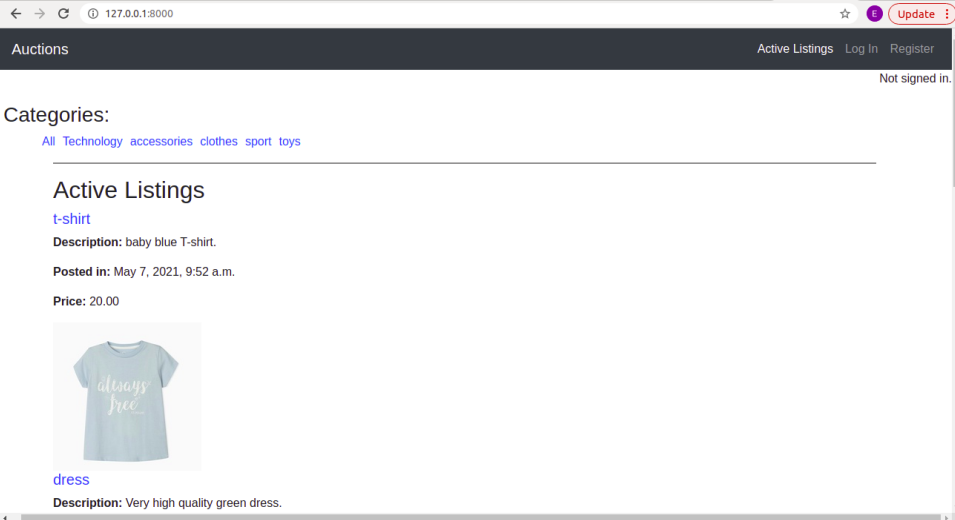 127.0.0.1:8000
E
Update
Auctions
Active Listings Log In Register
Not signed in.
Categories:
All Technology accessories clothes sport toys
Active Listings
t-shirt
Description: baby blue T-shirt.
Posted in: May 7, 2021, 9:52 a.m.
Price: 20.00
always
free
dress
Description: Very high quality green dress.